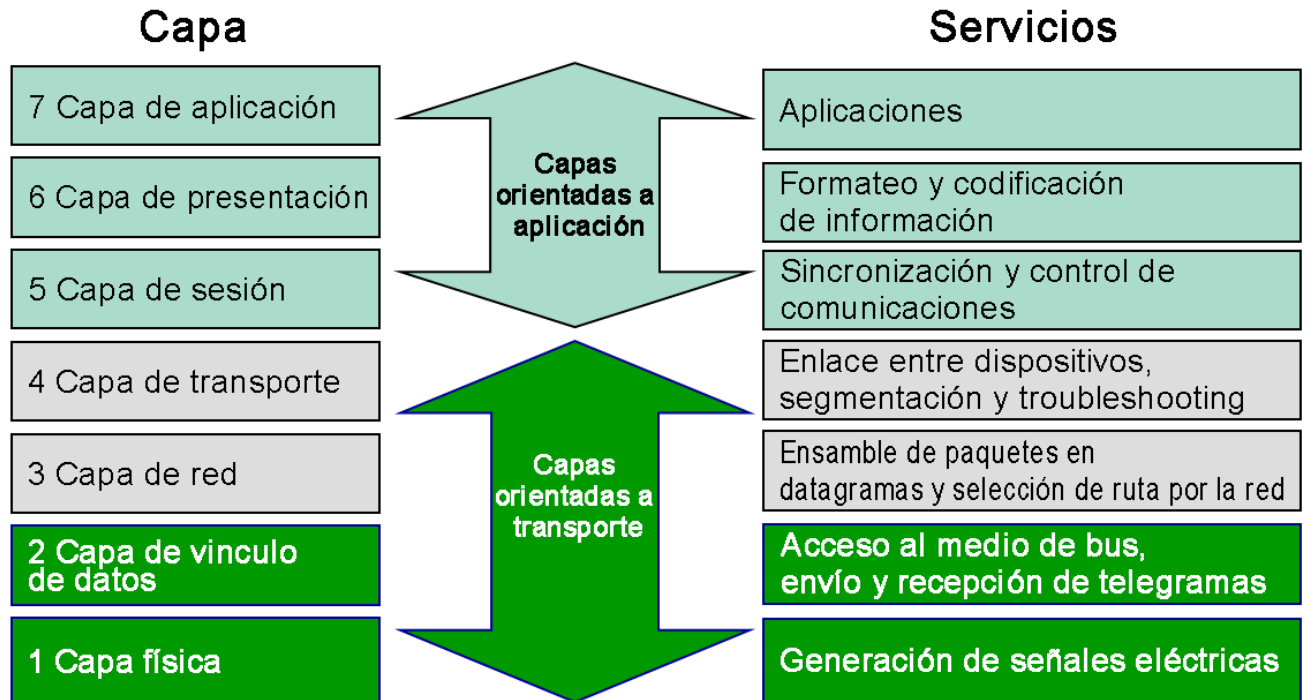 Capa
Servicios
7 Capa de aplicación
Aplicaciones
6 Capa de presentación
Formateo y codificación
de información
5 Capa de sesión
Sincronización y control de
comunicaciones
Capas
orientadas a
aplicación
4 Capa de transporte
Enlace entre dispositivos,
segmentación y troubleshooting
3 Capa de red
Ensamble de paquetes en
datagramas y selección de ruta por la red
Capas
orientadas a
transporte
2 Capa de vinculo
de datos
Acceso al medio de bus,
envío y recepción de telegramas
1 Capa física
Generación de señales eléctricas